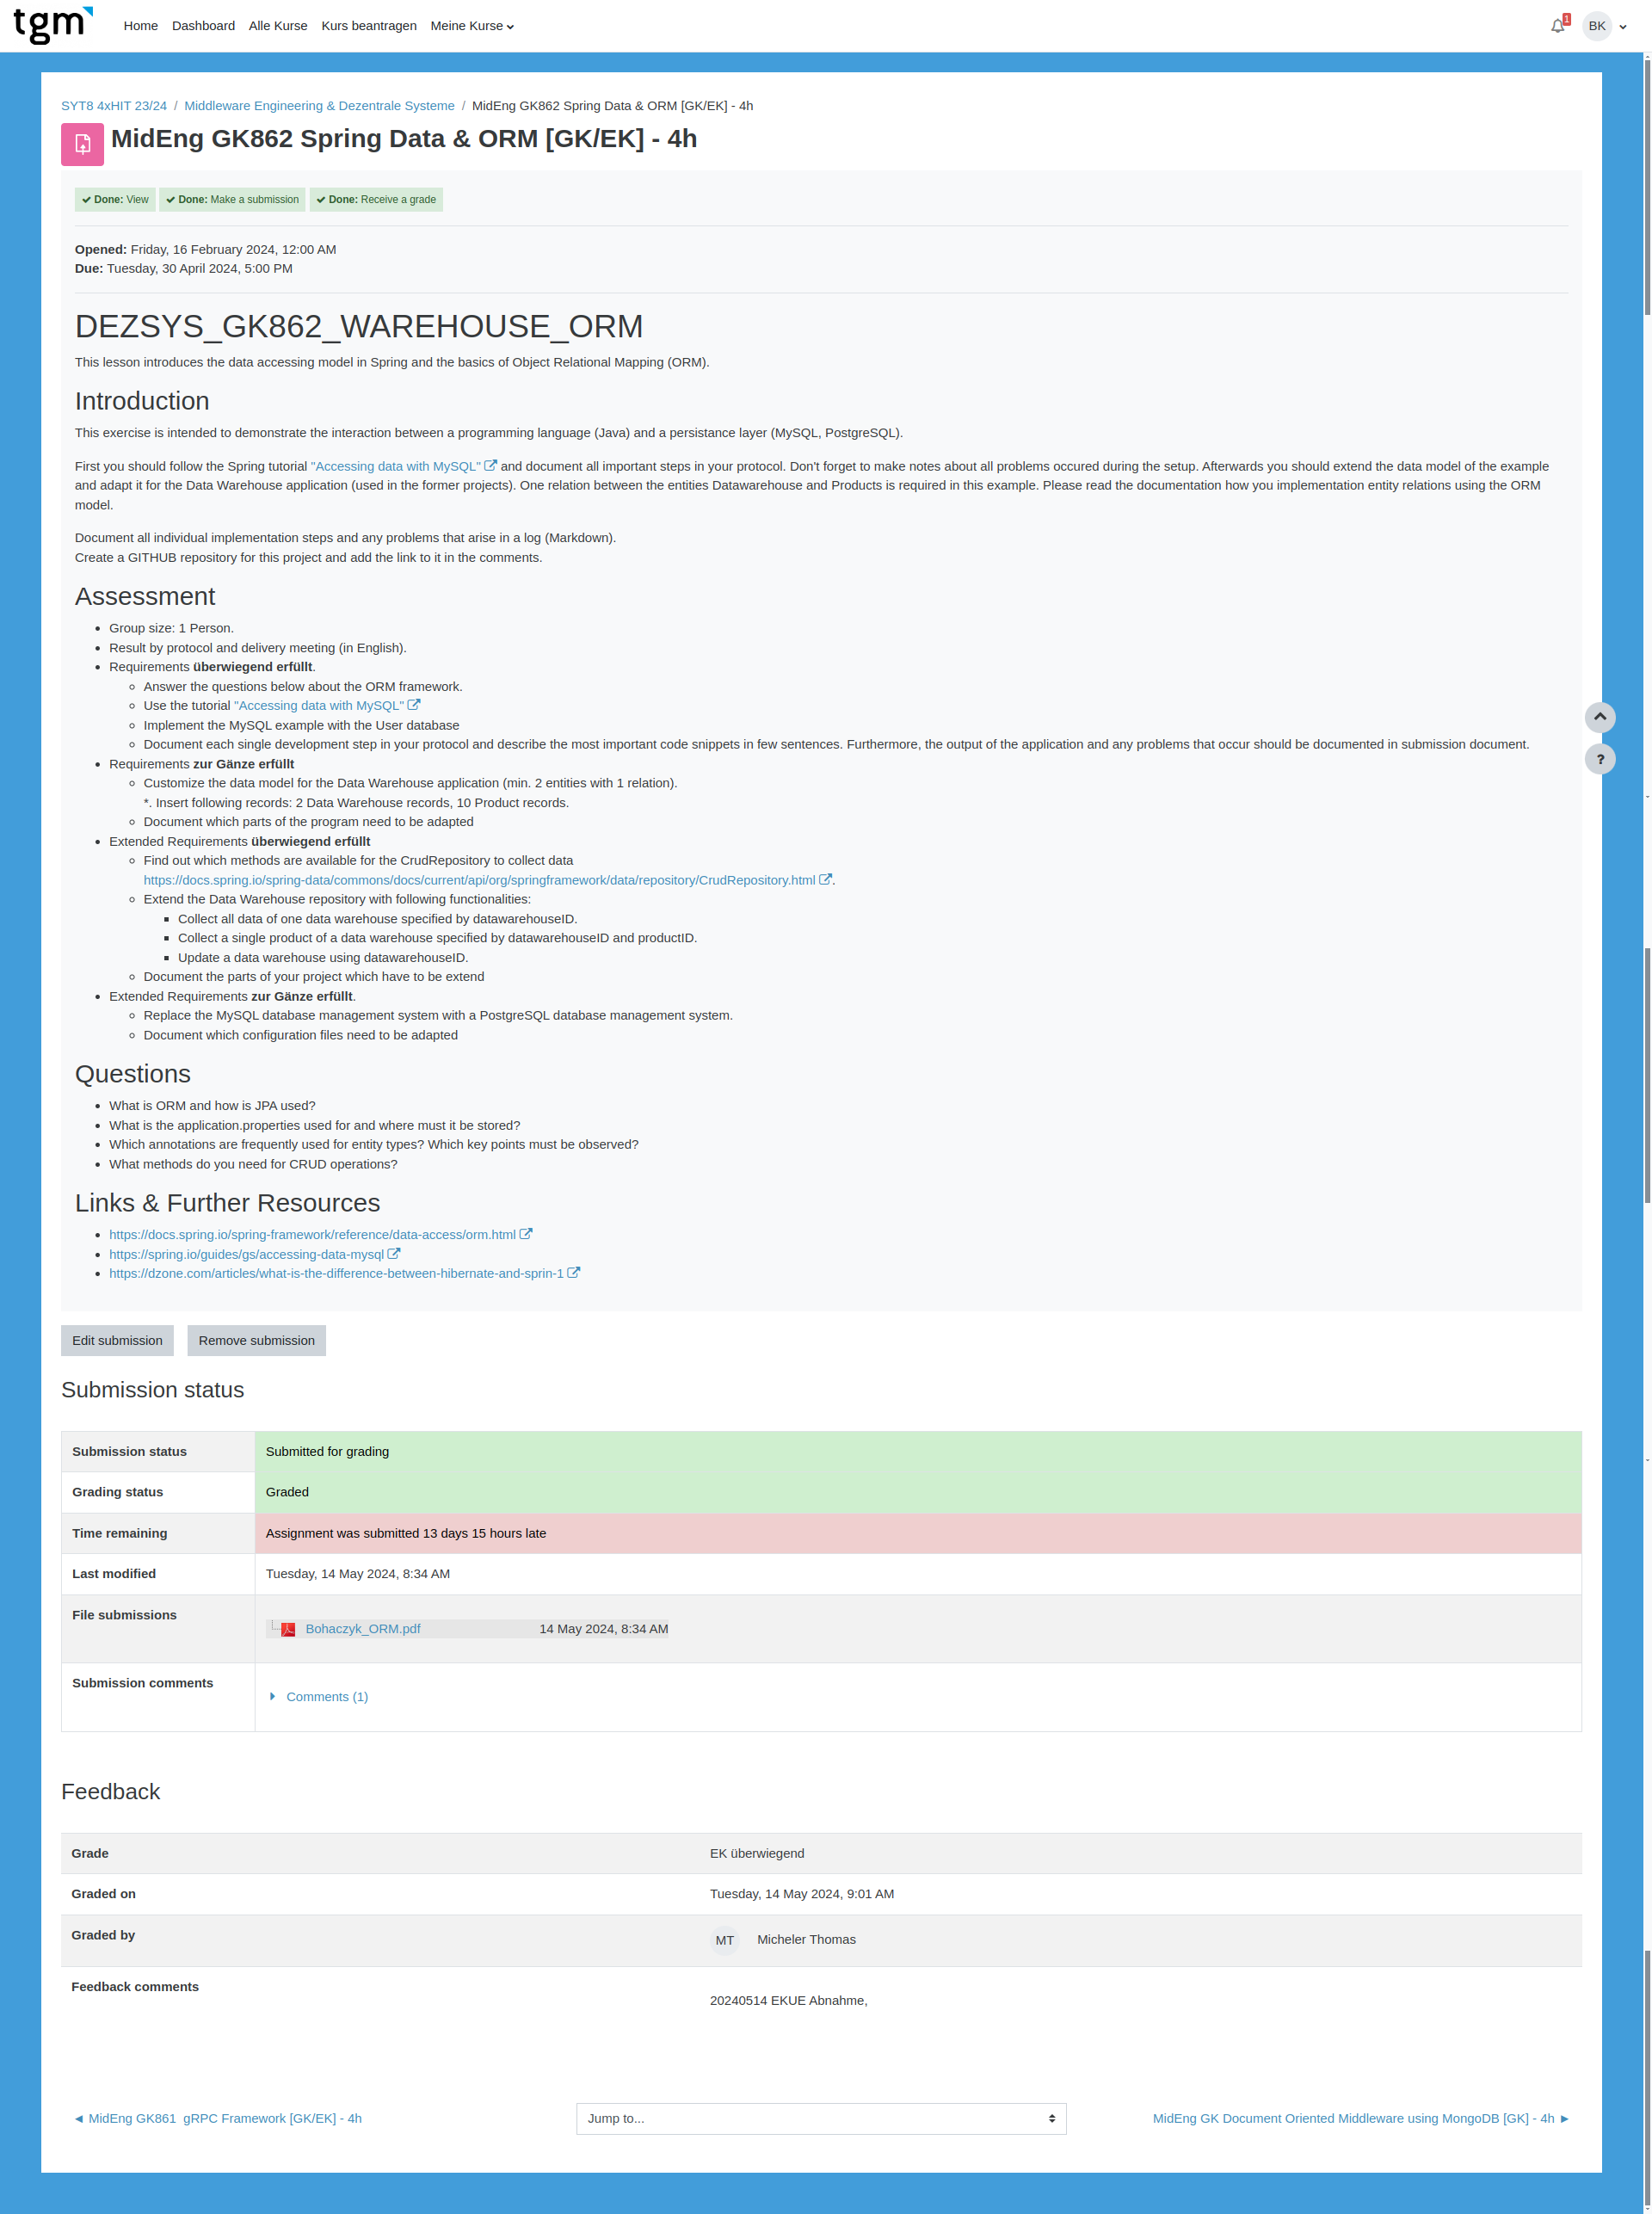 tgm
Home Dashboard Alle Kurse Kurs beantragen Meine Kurse
1
BK
SYT8 4xHIT 23/24 / Middleware Engineering & Dezentrale Systeme / MidEng GK862 Spring Data & ORM [GK/EK] - 4h
MidEng GK862 Spring Data & ORM [GK/EK] - 4h
Done: View Done: Make a submission Done: Receive a grade
Opened: Friday, 16 February 2024, 12:00 AM
Due: Tuesday, 30 April 2024, 5:00 PM
DEZSYS_GK862_WAREHOUSE_ORM
This lesson introduces the data accessing model in Spring and the basics of Object Relational Mapping (ORM).
Introduction
This exercise is intended to demonstrate the interaction between a programming language (Java) and a persistance layer (MySQL, PostgreSQL).
First you should follow the Spring tutorial "Accessing data with MySQL" and document all important steps in your protocol. Don't forget to make notes about all problems occured during the setup. Afterwards you should extend the data model of the example
and adapt it for the Data Warehouse application (used in the former projects). One relation between the entities Datawarehouse and Products is required in this example. Please read the documentation how you implementation entity relations using the ORM
model.
Document all individual implementation steps and any problems that arise in a log (Markdown).
Create a GITHUB repository for this project and add the link to it in the comments.
Assessment
• Group size: 1 Person.
• Result by protocol and delivery meeting (in English).
• Requirements überwiegend erfüllt.
◦ Answer the questions below about the ORM framework.
◦ Use the tutorial "Accessing data with MySQL"
◦ Implement the MySQL example with the User database
◦ Document each single development step in your protocol and describe the most important code snippets in few sentences. Furthermore, the output of the application and any problems that occur should be documented in submission document.
• Requirements zur Gänze erfüllt
◦ Customize the data model for the Data Warehouse application (min. 2 entities with 1 relation).
*. Insert following records: 2 Data Warehouse records, 10 Product records.
◦ Document which parts of the program need to be adapted
• Extended Requirements überwiegend erfüllt
◦ Find out which methods are available for the CrudRepository to collect data
https://docs.spring.io/spring-data/commons/docs/current/api/org/springframework/data/repository/CrudRepository.html .
◦ Extend the Data Warehouse repository with following functionalities:
▪ Collect all data of one data warehouse specified by datawarehouseID.
▪ Collect a single product of a data warehouse specified by datawarehouseID and productID.
▪ Update a data warehouse using datawarehouseID.
◦ Document the parts of your project which have to be extend
• Extended Requirements zur Gänze erfüllt.
◦ Replace the MySQL database management system with a PostgreSQL database management system.
◦ Document which configuration files need to be adapted
?
Questions
• What is ORM and how is JPA used?
• What is the application.properties used for and where must it be stored?
• Which annotations are frequently used for entity types? Which key points must be observed?
• What methods do you need for CRUD operations?
Links & Further Resources
• https://docs.spring.io/spring-framework/reference/data-access/orm.html
• https://spring.io/guides/gs/accessing-data-mysql
• https://dzone.com/articles/what-is-the-difference-between-hibernate-and-sprin-1
Edit submission Remove submission
Submission status
Submission status Submitted for grading
Grading status Graded
Time remaining Assignment was submitted 13 days 15 hours late
Last modified Tuesday, 14 May 2024, 8:34 AM
File submissions Bohaczyk_ORM.pdf 14 May 2024, 8:34 AM
Submission comments Comments (1)
Feedback
Grade EK überwiegend
Graded on Tuesday, 14 May 2024, 9:01 AM
Graded by MT Micheler Thomas
Feedback comments 20240514 EKUE Abnahme,
◄ MidEng GK861 gRPC Framework [GK/EK] - 4h Jump to... MidEng GK Document Oriented Middleware using MongoDB [GK] - 4h ►